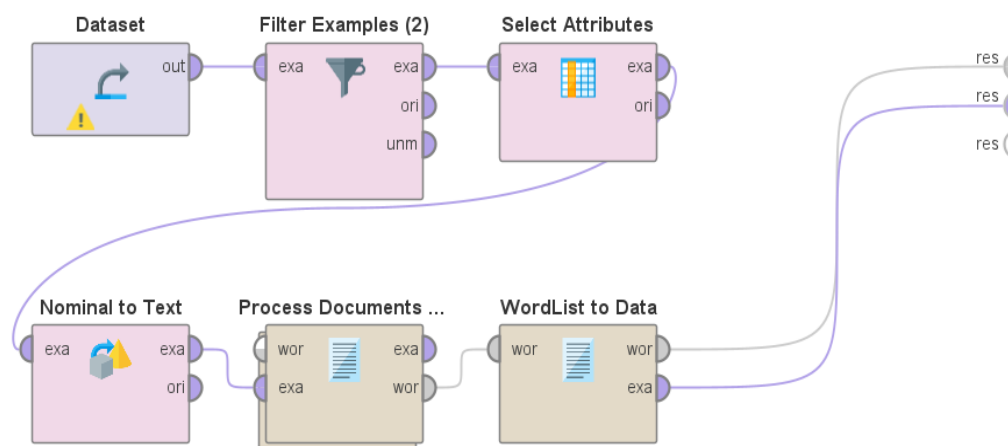 Dataset
Filter Examples (2)
Select Attributes
out
exa
exa
exa
exa
res
ori
ori
res
unm
res
Nominal to Text
Process Documents ...
WordList to Data
exa
exa
wor
exa
wor
wor
ori
exa
wor
exa